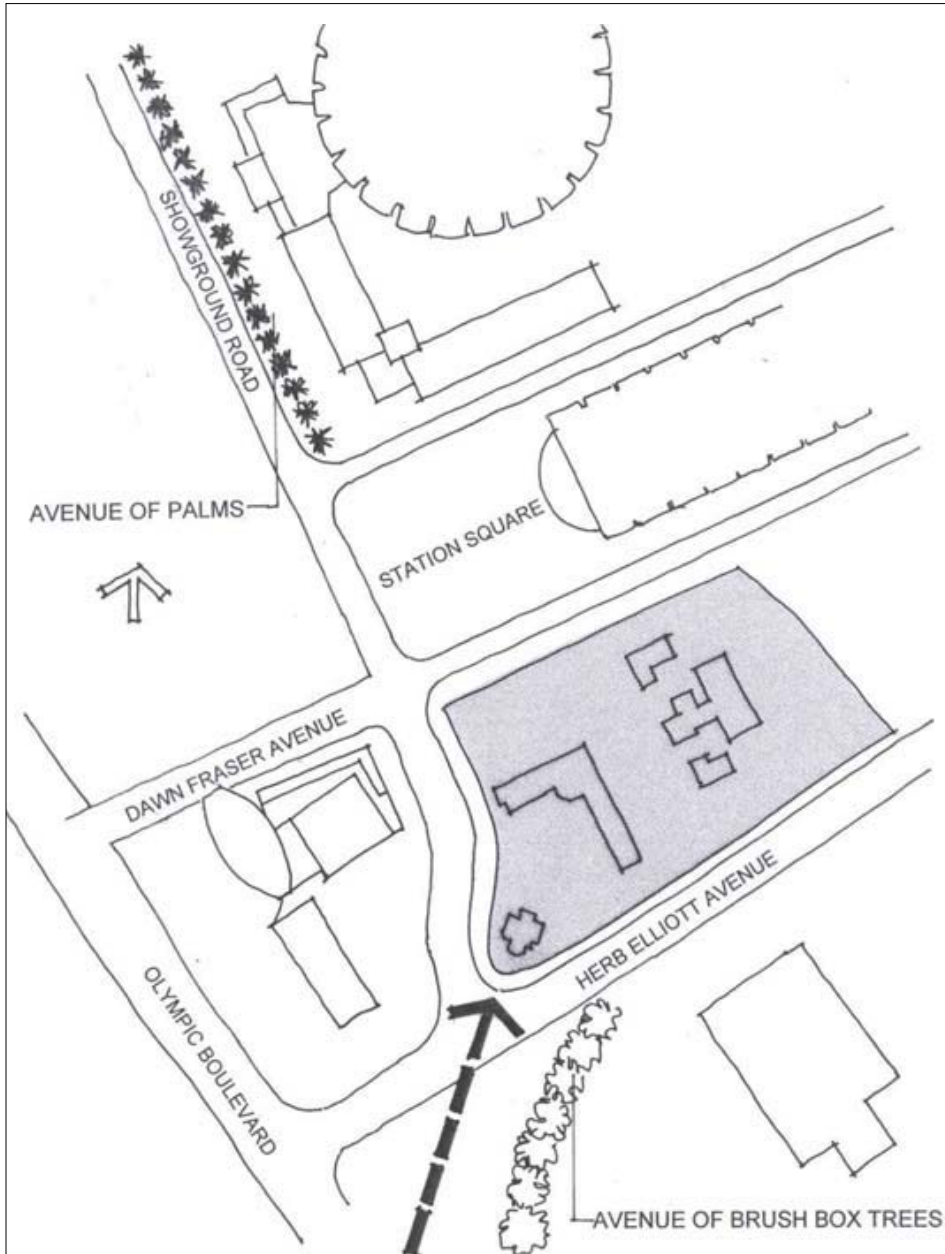 SHOWGROUND ROAD
AVENUE OF PALMS
STATION SQUARE
DAWN FRASER AVENUE
HERB ELLIOTT AVENUE
OLYMPIC BOULEVARD
AVENUE OF BRUSH BOX TREES